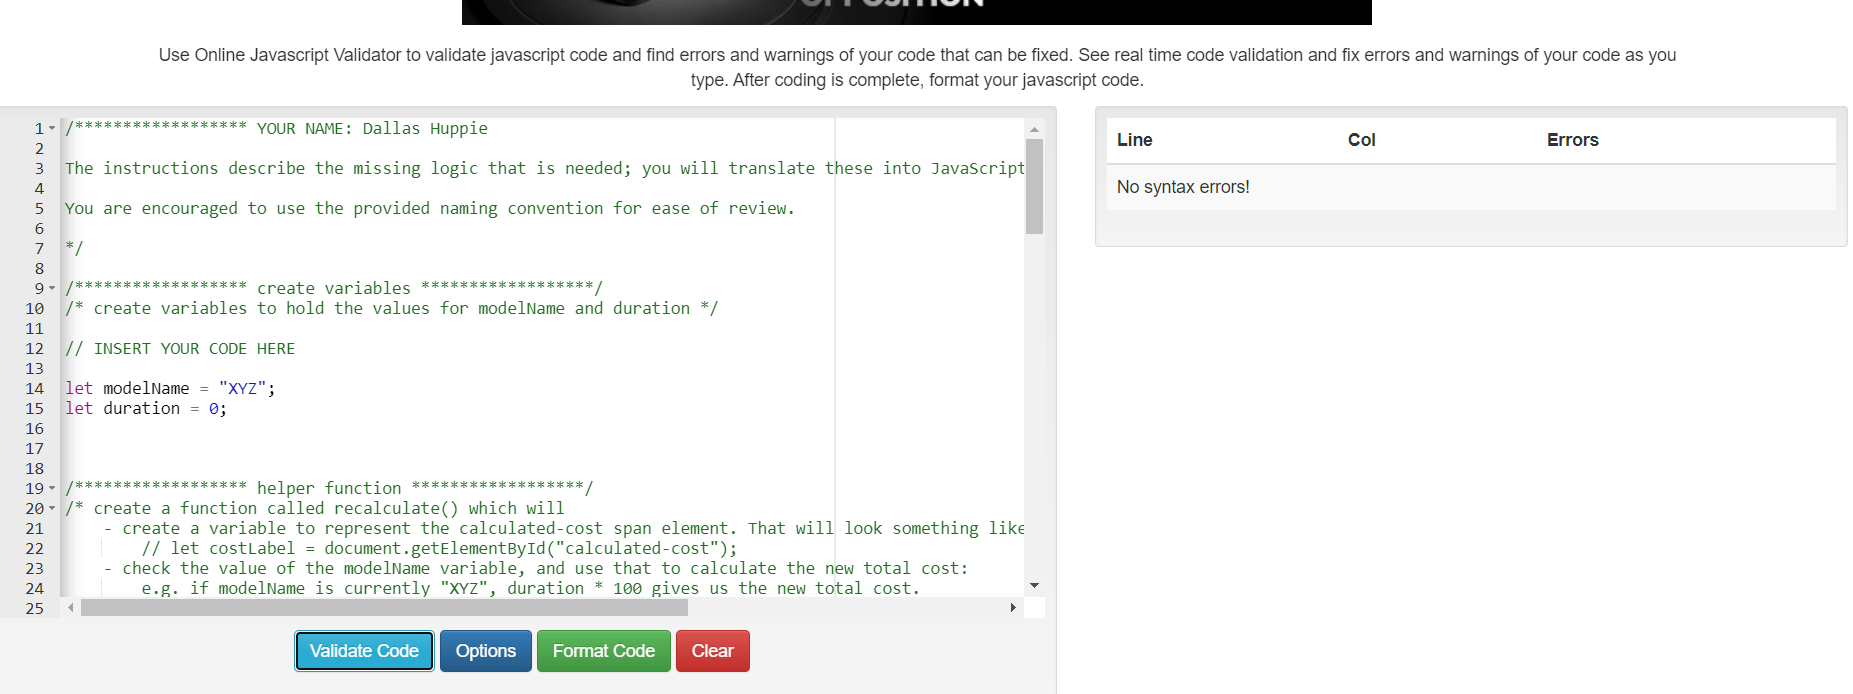 OPPOSITION
Use Online Javascript Validator to validate javascript code and find errors and warnings of your code that can be fixed. See real time code validation and fix errors and warnings of your code as you
type. After coding is complete, format your javascript code.
1 /****************** YOUR NAME: Dallas Huppie
2
3 The instructions describe the missing logic that is needed; you will translate these into JavaScript
4
5 You are encouraged to use the provided naming convention for ease of review.
6
7 */
8
9 /****************** create variables ******************/
10 /* create variables to hold the values for modelName and duration */
11
12 // INSERT YOUR CODE HERE
13
14 let modelName = "XYZ";
15 let duration = 0;
16
17
18
19 /****************** helper function ******************/
20 /* create a function called recalculate() which will
21 - create a variable to represent the calculated-cost span element. That will look something like
22 // let costLabel = document.getElementById("calculated-cost");
23 - check the value of the modelName variable, and use that to calculate the new total cost:
24 e.g. if modelName is currently "XYZ", duration * 100 gives us the new total cost.
25
Validate Code Options Format Code Clear
Line Col Errors
No syntax errors!